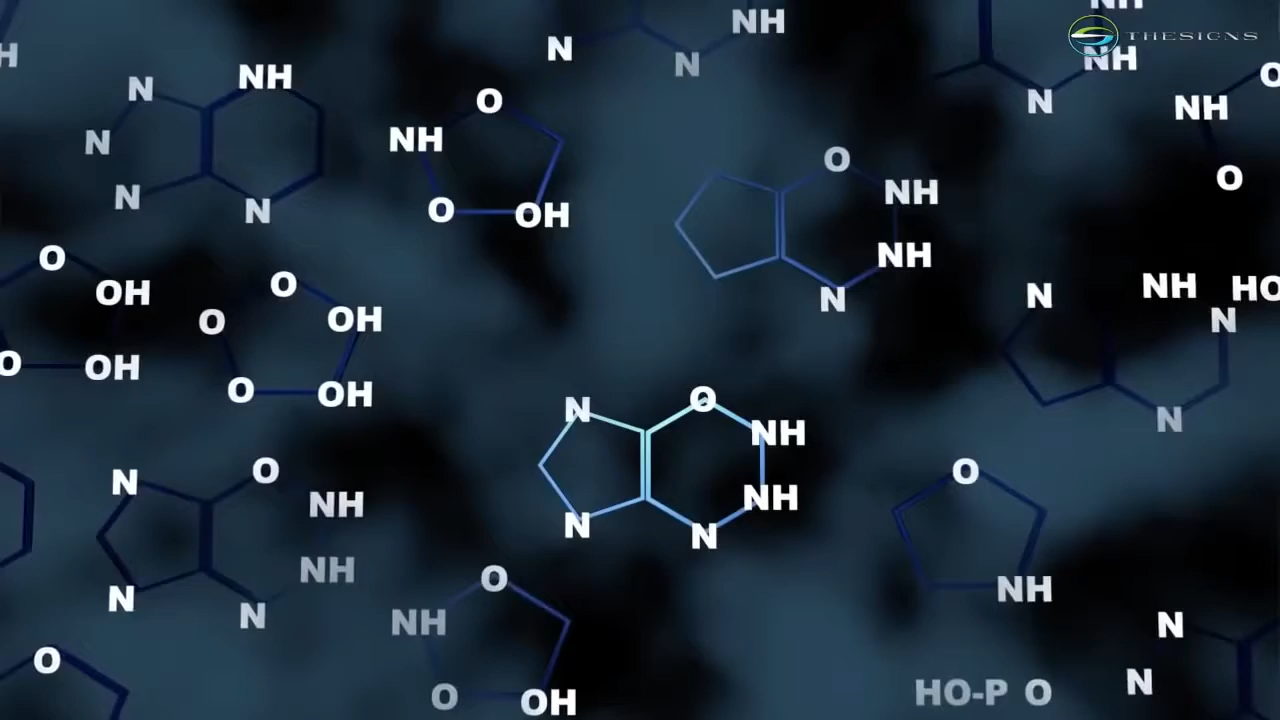 NH
THESIGNS
N NH
N NH
H
N NH O N
NH
N NH O
N O NH
N OH NH
O
O OH N
NH
O O NH HO
O OH N N
O OH
O OH N
N O N O NH O
N NH NH
N NH N NH
N N
O
NH N
O HO-P O N
O OH